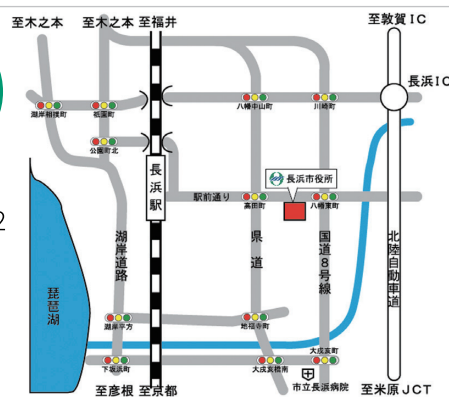 至木之本
至木之本
至福井
至敦賀IC
長浜IC
湖岸相撲町
祇園町
八幡中山町
川崎町
公園町北
長浜駅
長浜市役所
駅前通り
高田町
八幡東町
湖岸道路
県道
国道8号線
北陸自動車道
琵琶湖
湖岸平方
地福寺町
下坂浜町
大戌亥橋南
大戌亥町
市立長浜病院
至彦根
至京都
至米原JCT